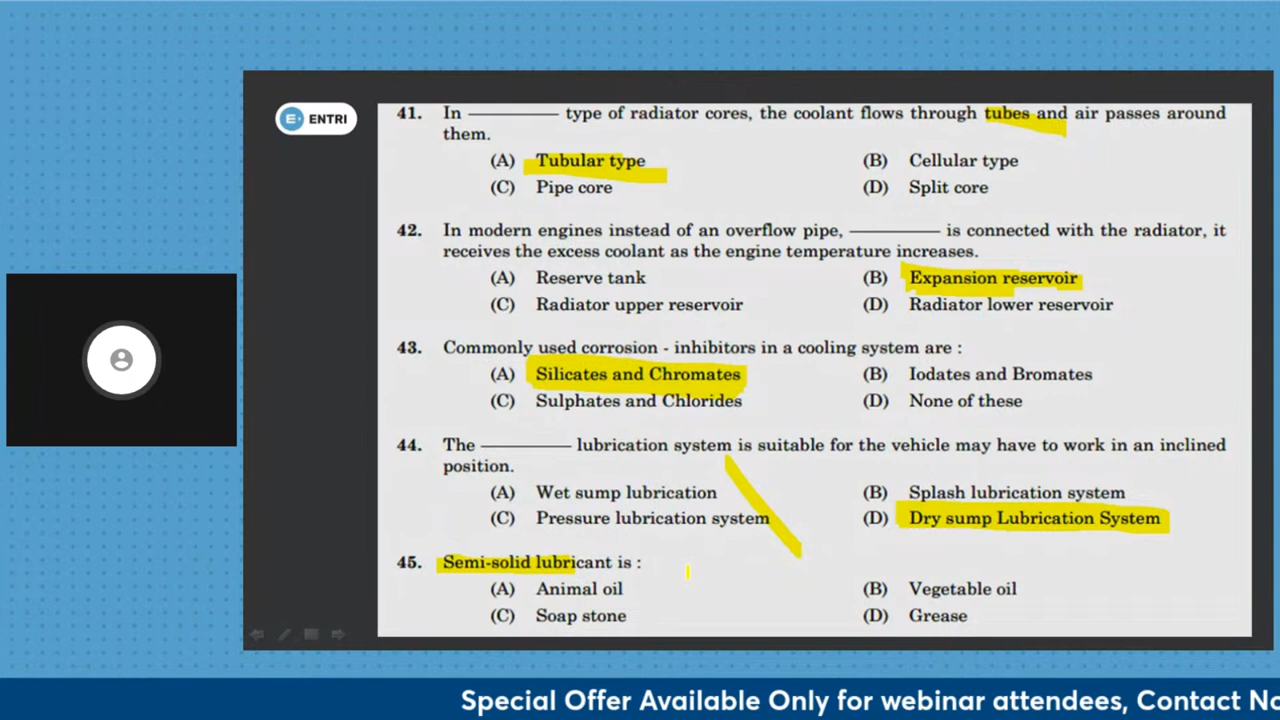 E ENTRI
41. In ________ type of radiator cores, the coolant flows through tubes and air passes around
them.
(A) Tubular type (B) Cellular type
(C) Pipe core (D) Split core
42. In modern engines instead of an overflow pipe, ________ is connected with the radiator, it
receives the excess coolant as the engine temperature increases.
(A) Reserve tank (B) Expansion reservoir
(C) Radiator upper reservoir (D) Radiator lower reservoir
43. Commonly used corrosion - inhibitors in a cooling system are :
(A) Silicates and Chromates (B) Iodates and Bromates
(C) Sulphates and Chlorides (D) None of these
44. The ________ lubrication system is suitable for the vehicle may have to work in an inclined
position.
(A) Wet sump lubrication (B) Splash lubrication system
(C) Pressure lubrication system (D) Dry sump Lubrication System
45. Semi-solid lubricant is :
(A) Animal oil (B) Vegetable oil
(C) Soap stone (D) Grease
Special Offer Available Only for webinar attendees, Contact No